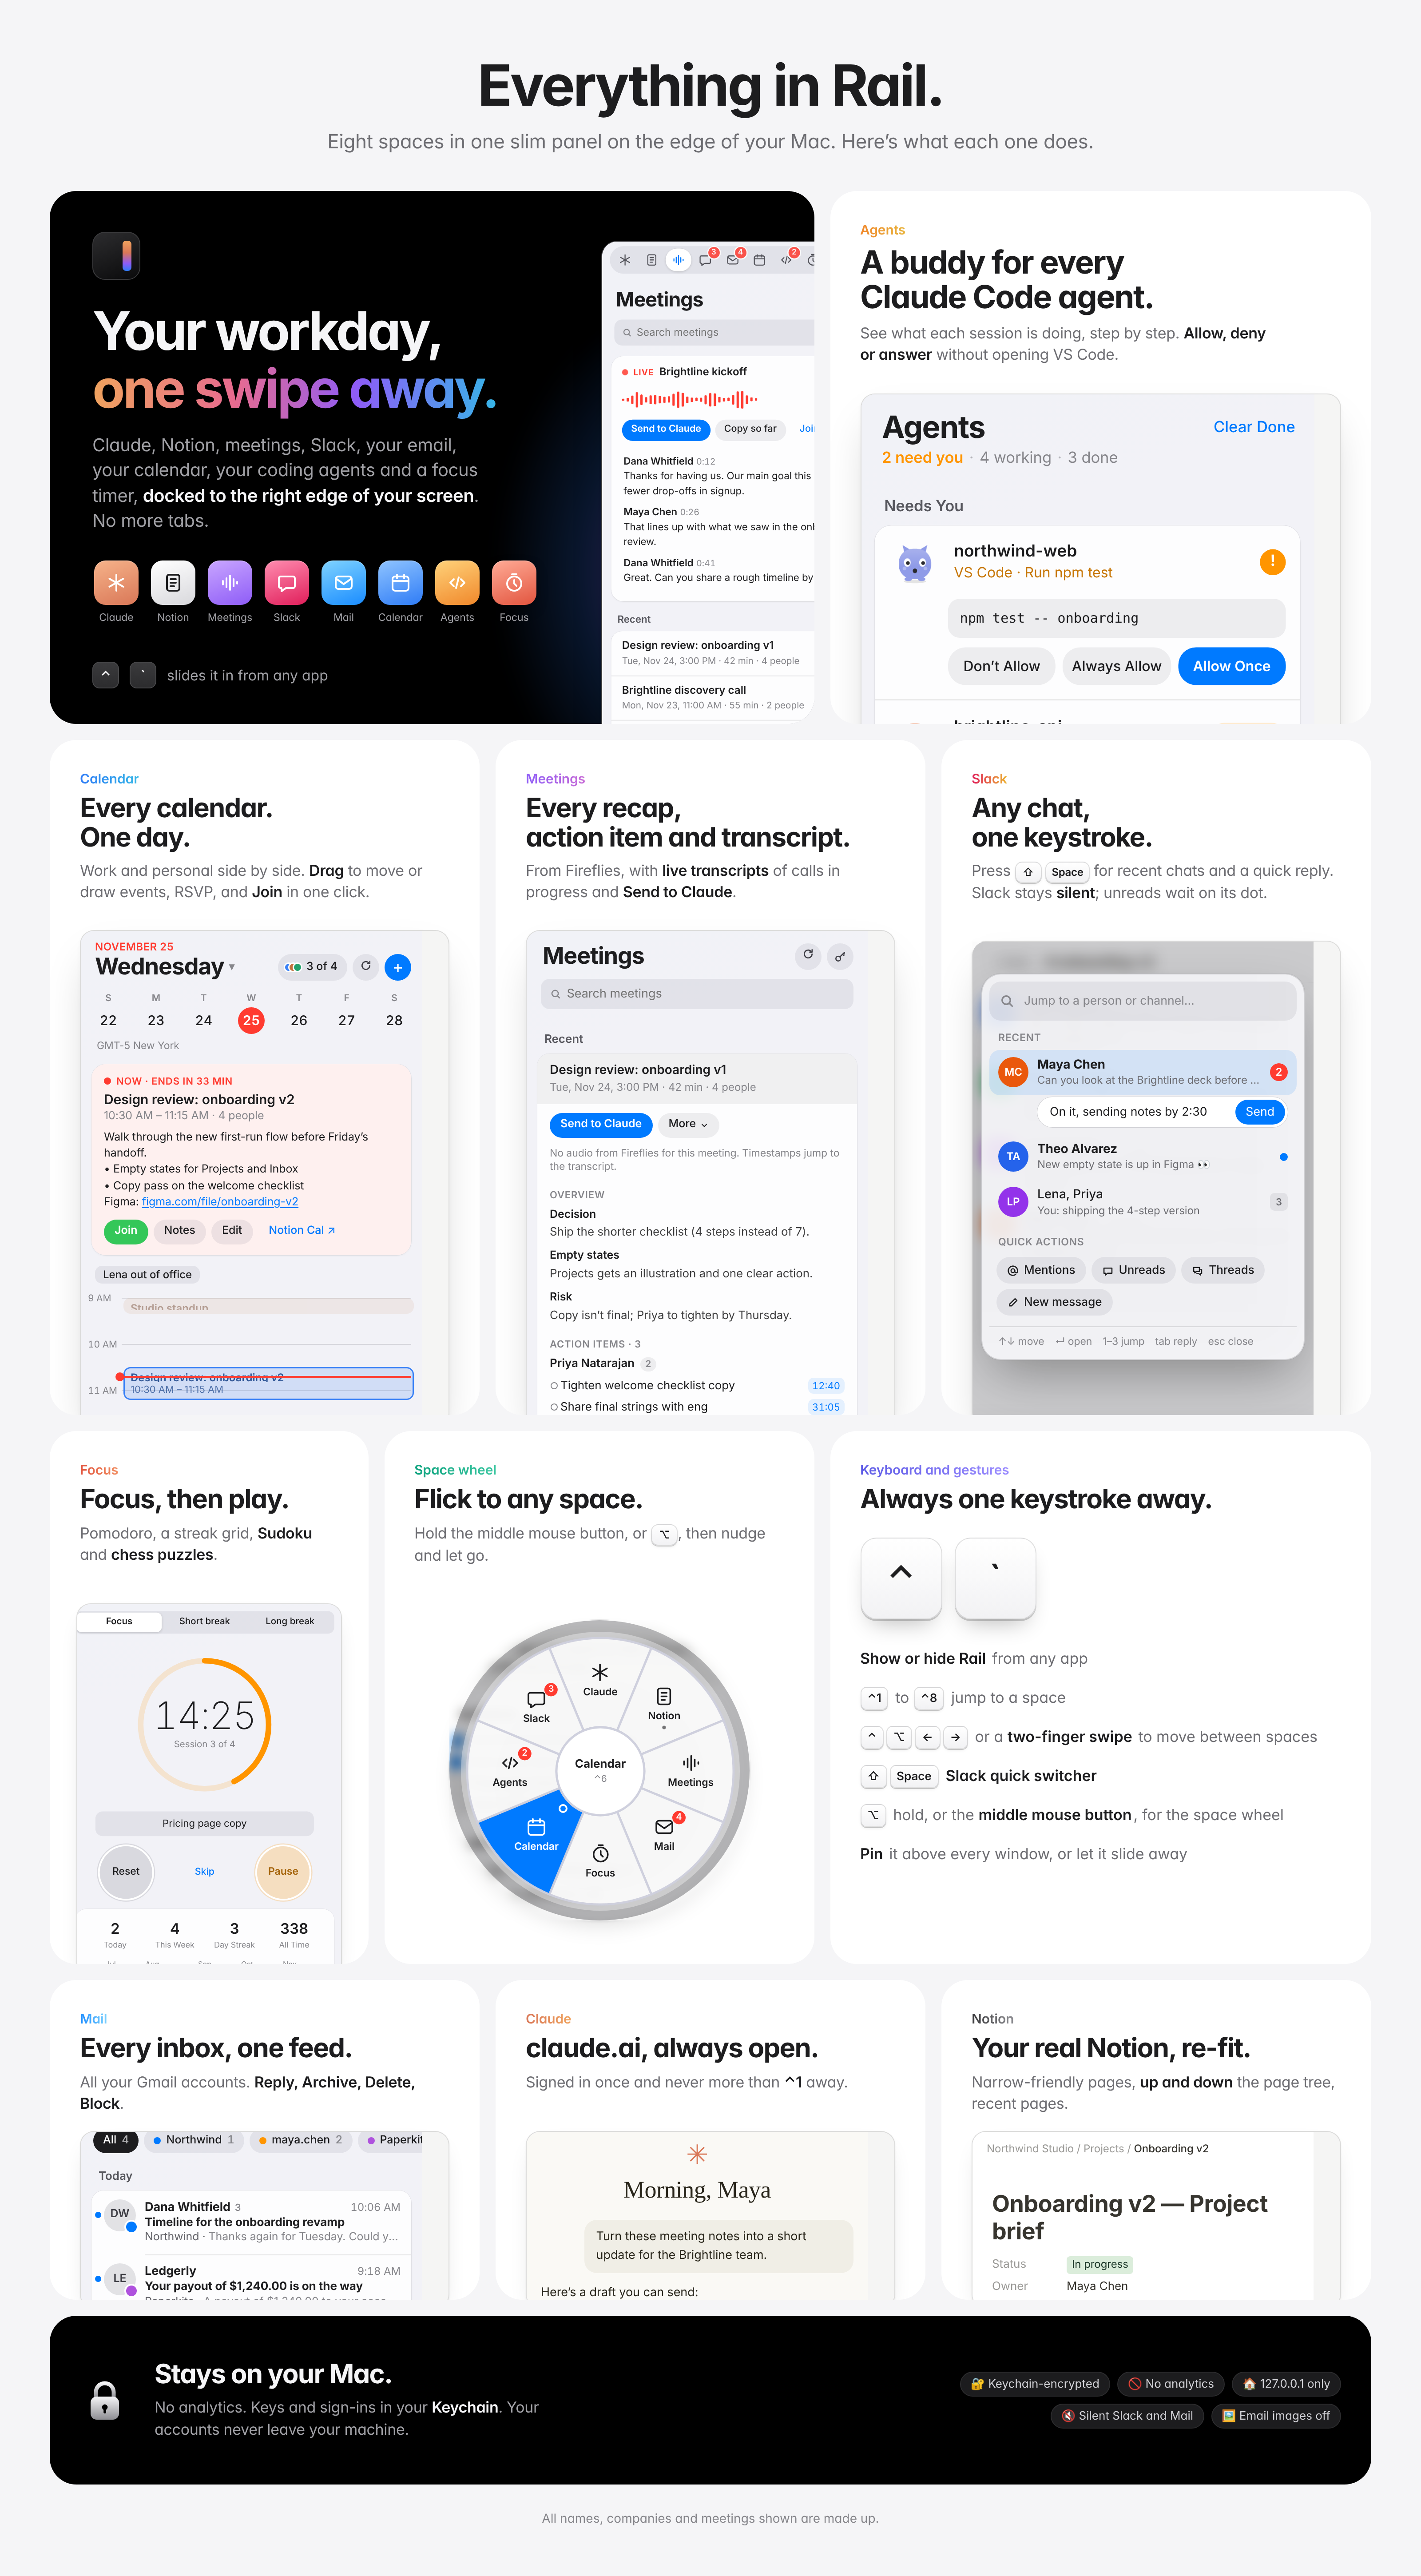 Everything in Rail.
Eight spaces in one slim panel on the edge of your Mac. Here’s what each one does.
Your workday,
one swipe away.
Claude, Notion, meetings, Slack, your email,
your calendar, your coding agents and a focus
timer, docked to the right edge of your screen.
No more tabs.
Claude
Notion
Meetings
Slack
Mail
Calendar
Agents
Focus
^ ` slides it in from any app
3
4
2
Meetings
Search meetings
LIVE Brightline kickoff
Send to Claude
Copy so far
Dana Whitfield 0:12
Thanks for having us. Our main goal this
fewer drop-offs in signup.
Maya Chen 0:26
That lines up with what we saw in the
review.
Dana Whitfield 0:41
Great. Can you share a rough timeline by
Recent
Design review: onboarding v1
Tue, Nov 24, 3:00 PM · 42 min · 4 people
Brightline discovery call
Mon, Nov 23, 11:00 AM · 55 min · 2 people
Agents
A buddy for every
Claude Code agent.
See what each session is doing, step by step. Allow, deny
or answer without opening VS Code.
Agents
Clear Done
2 need you · 4 working · 3 done
Needs You
northwind-web
VS Code · Run npm test
!
npm test -- onboarding
Don’t Allow
Always Allow
Allow Once
Calendar
Every calendar.
One day.
Work and personal side by side. Drag to move or
draw events, RSVP, and Join in one click.
NOVEMBER 25
Wednesday
3 of 4
+
S M T W T F S
22 23 24 25 26 27 28
GMT-5 New York
NOW · ENDS IN 33 MIN
Design review: onboarding v2
10:30 AM – 11:15 AM · 4 people
Walk through the new first-run flow before Friday’s
handoff.
• Empty states for Projects and Inbox
• Copy pass on the welcome checklist
Figma: figma.com/file/onboarding-v2
Join
Notes
Edit
Notion Cal ↗
Lena out of office
9 AM
Studio standup
10 AM
Design review: onboarding v2
11 AM
10:30 AM – 11:15 AM
Meetings
Every recap,
action item and transcript.
From Fireflies, with live transcripts of calls in
progress and Send to Claude.
Meetings
Search meetings
Recent
Design review: onboarding v1
Tue, Nov 24, 3:00 PM · 42 min · 4 people
Send to Claude
More
No audio from Fireflies for this meeting. Timestamps jump to
the transcript.
OVERVIEW
Decision
Ship the shorter checklist (4 steps instead of 7).
Empty states
Projects gets an illustration and one clear action.
Risk
Copy isn’t final; Priya to tighten by Thursday.
ACTION ITEMS · 3
Priya Natarajan 2
Tighten welcome checklist copy 12:40
Share final strings with eng 31:05
Slack
Any chat,
one keystroke.
Press ⇧ Space for recent chats and a quick reply.
Slack stays silent; unreads wait on its dot.
Jump to a person or channel...
RECENT
MC
Maya Chen
Can you look at the Brightline deck before ...
2
On it, sending notes by 2:30
Send
TA
Theo Alvarez
New empty state is up in Figma 👀
LP
Lena, Priya
You: shipping the 4-step version
3
QUICK ACTIONS
Mentions
Unreads
Threads
New message
↑↓ move ↵ open 1–3 jump tab reply esc close
Focus
Focus, then play.
Pomodoro, a streak grid, Sudoku
and chess puzzles.
Focus
Short break
Long break
14:25
Session 3 of 4
Pricing page copy
Reset
Skip
Pause
2 4 3 338
Today This Week Day Streak All Time
Space wheel
Flick to any space.
Hold the middle mouse button, or ⌥, then nudge
and let go.
Claude
Notion
Meetings
4
Mail
Focus
Calendar
2
Agents
3
Slack
Calendar
^6
Keyboard and gestures
Always one keystroke away.
^ `
Show or hide Rail from any app
^1 to ^8 jump to a space
^ ⌥ ← → or a two-finger swipe to move between spaces
⇧ Space Slack quick switcher
⌥ hold, or the middle mouse button, for the space wheel
Pin it above every window, or let it slide away
Mail
Every inbox, one feed.
All your Gmail accounts. Reply, Archive, Delete,
Block.
All 4
Northwind 1
maya.chen 2
Today
DW
Dana Whitfield 3 10:06 AM
Timeline for the onboarding revamp
Northwind · Thanks again for Tuesday. Could y...
LE
Ledgerly 9:18 AM
Your payout of $1,240.00 is on the way
Claude
claude.ai, always open.
Signed in once and never more than ^1 away.
Morning, Maya
Turn these meeting notes into a short
update for the Brightline team.
Here’s a draft you can send:
Notion
Your real Notion, re-fit.
Narrow-friendly pages, up and down the page tree,
recent pages.
Northwind Studio / Projects / Onboarding v2
Onboarding v2 — Project
brief
Status In progress
Owner Maya Chen
Stays on your Mac.
No analytics. Keys and sign-ins in your Keychain. Your
accounts never leave your machine.
🔐 Keychain-encrypted
🚫 No analytics
🏠 127.0.0.1 only
🔇 Silent Slack and Mail
🖼️ Email images off
All names, companies and meetings shown are made up.